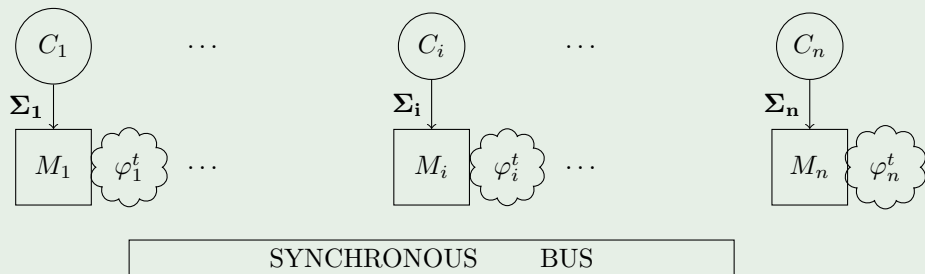 C₁ ... Cᵢ ... Cₙ
Σ₁ Σᵢ Σₙ
M₁ φ₁ᵗ ... Mᵢ φᵢᵗ ... Mₙ φₙᵗ
SYNCHRONOUS BUS